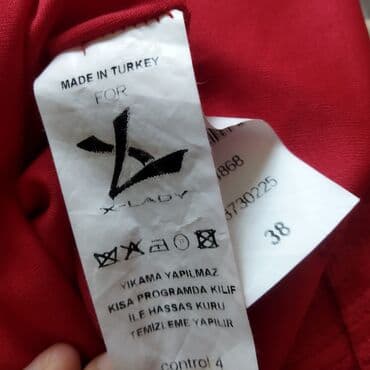 MADE IN TURKEY
FOR
X-LADY
YIKAMA YAPILMAZ
KISA PROGRAMDA KILIF
İLE HASSAS KURU
TEMİZLEME YAPILIR
control 4
868
3730225
38